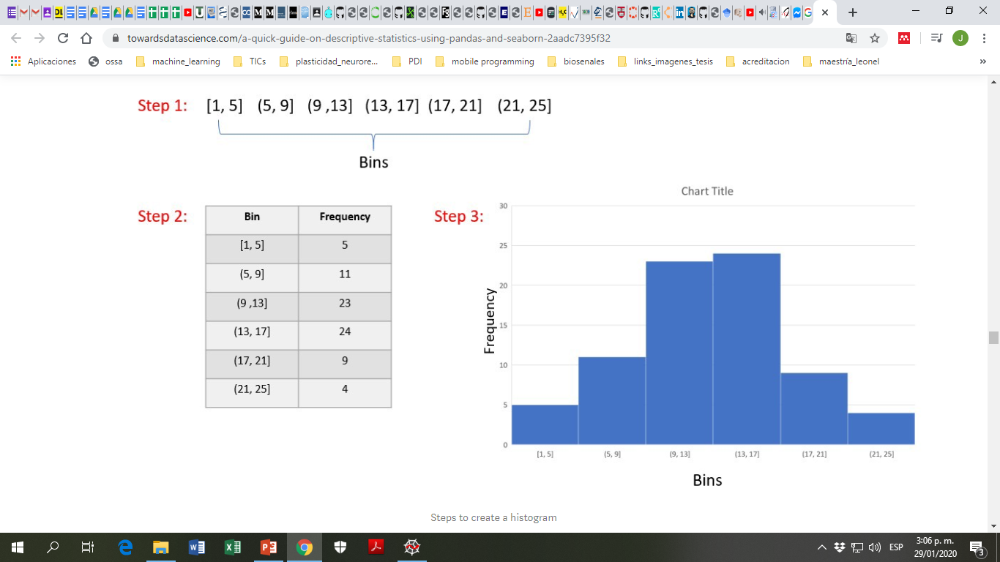 towardsdatascience.com/a-quick-guide-on-descriptive-statistics-using-pandas-and-seaborn-2aadc7395f32
J
Aplicaciones ossa machine_learning TICs plasticidad_neurore... PDI mobile programming biosenales links_imagenes_tesis acreditacion maestría_leonel »
Step 1: [1, 5] (5, 9] (9 ,13] (13, 17] (17, 21] (21, 25]
Bins
Step 2:
Bin Frequency
[1, 5] 5
(5, 9] 11
(9 ,13] 23
(13, 17] 24
(17, 21] 9
(21, 25] 4
Step 3:
Chart Title
Frequency
30
25
20
15
10
5
0
[1, 5] (5, 9] (9, 13] (13, 17] (17, 21] (21, 25]
Bins
Steps to create a histogram
ESP
3:06 p. m.
29/01/2020
3